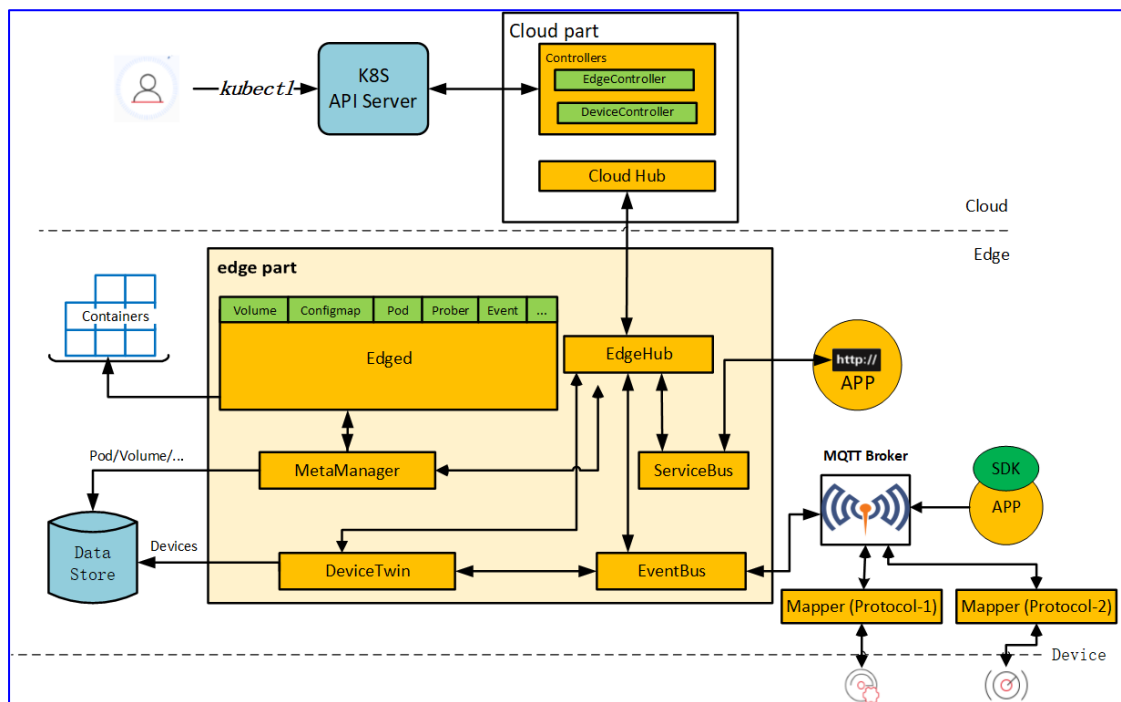 Cloud part
Controllers
EdgeController
DeviceController
kubectl
K8S
API Server
Cloud Hub
Cloud
Edge
edge part
Volume
Configmap
Pod
Prober
Event
...
Containers
Edged
EdgeHub
http://
APP
Pod/Volume/...
MetaManager
ServiceBus
MQTT Broker
SDK
APP
Data
Store
Devices
DeviceTwin
EventBus
Mapper (Protocol-1)
Mapper (Protocol-2)
Device